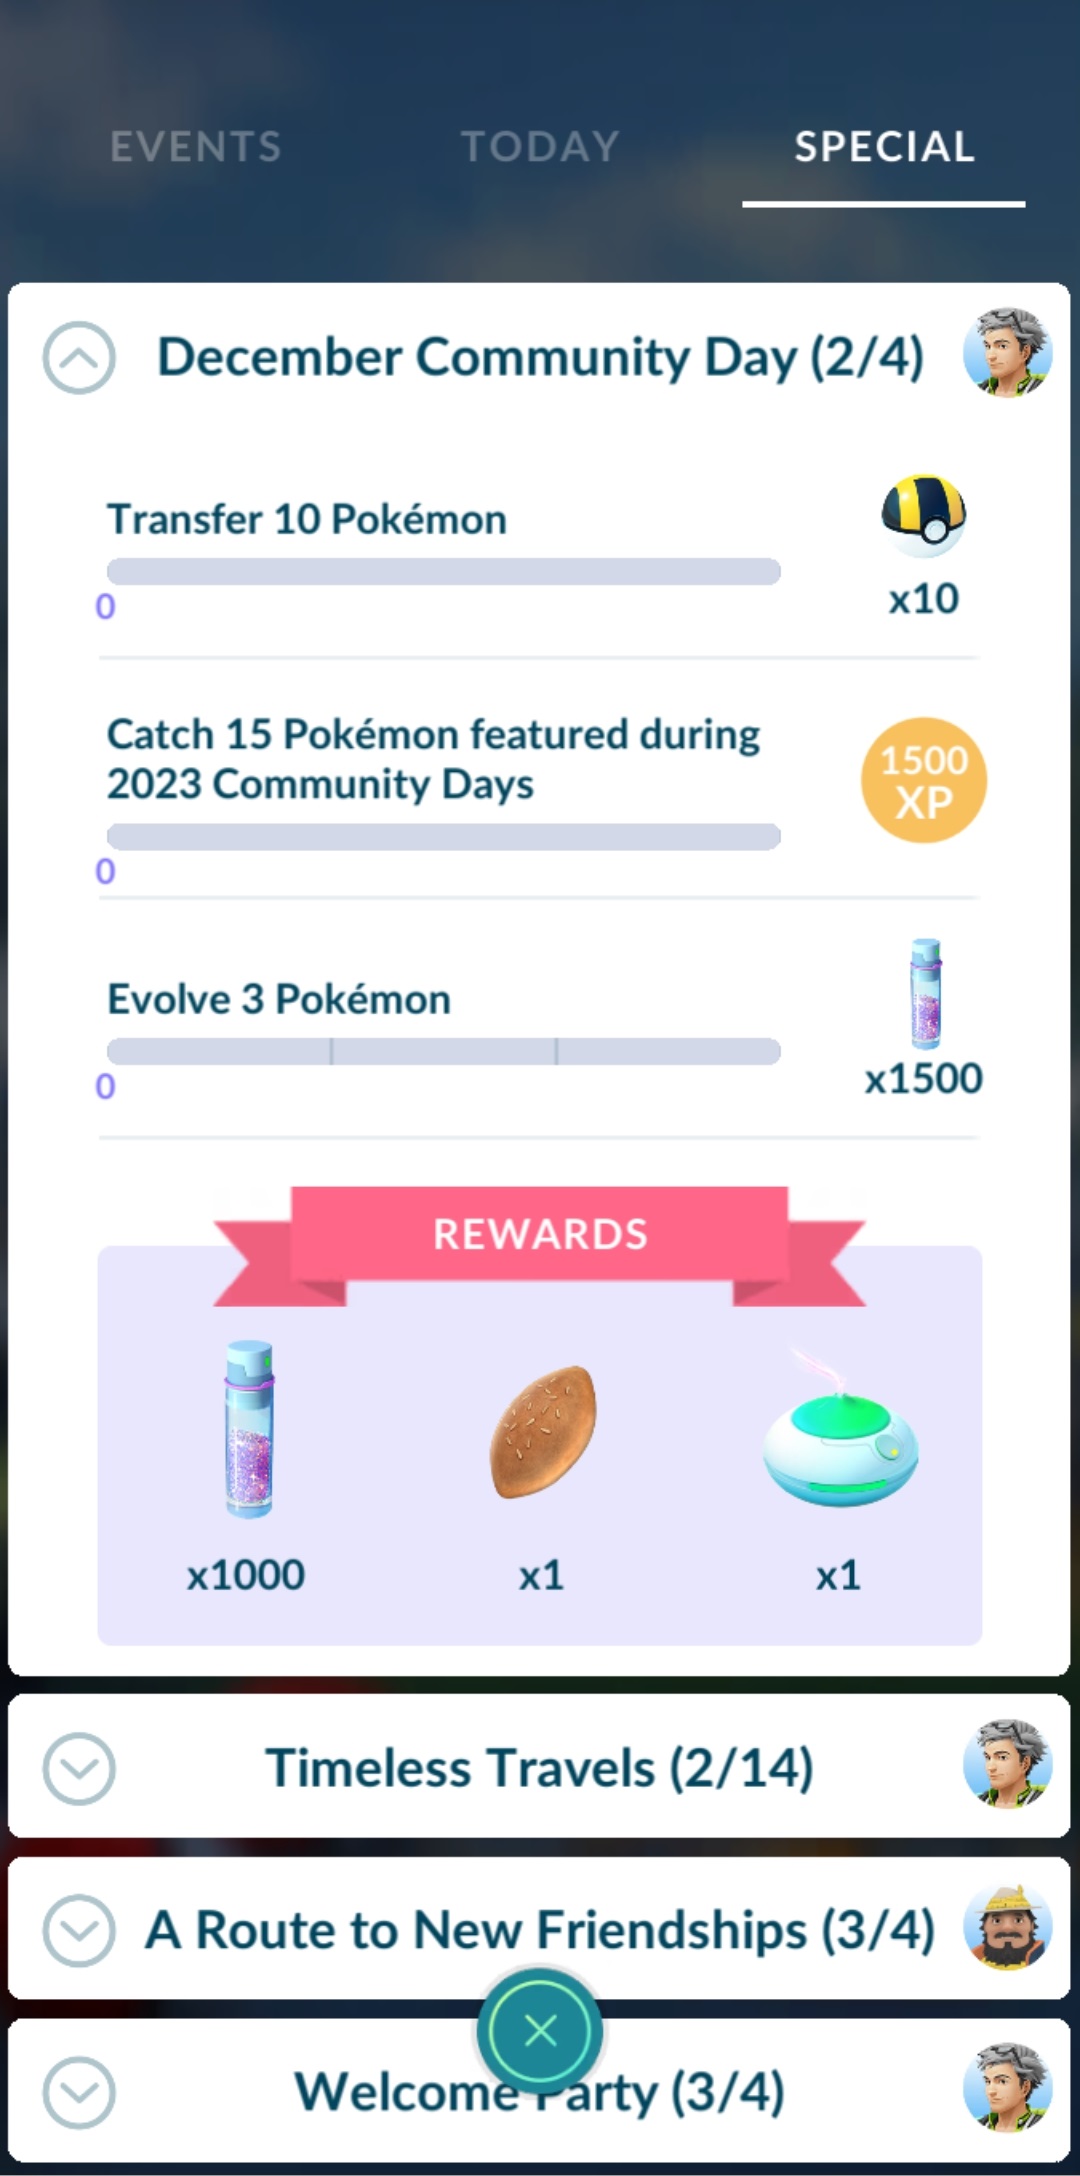 EVENTS TODAY SPECIAL
December Community Day (2/4)
Transfer 10 Pokémon
0
x10
Catch 15 Pokémon featured during
2023 Community Days
0
1500
XP
Evolve 3 Pokémon
0
x1500
REWARDS
x1000 x1 x1
Timeless Travels (2/14)
A Route to New Friendships (3/4)
Welcome Party (3/4)